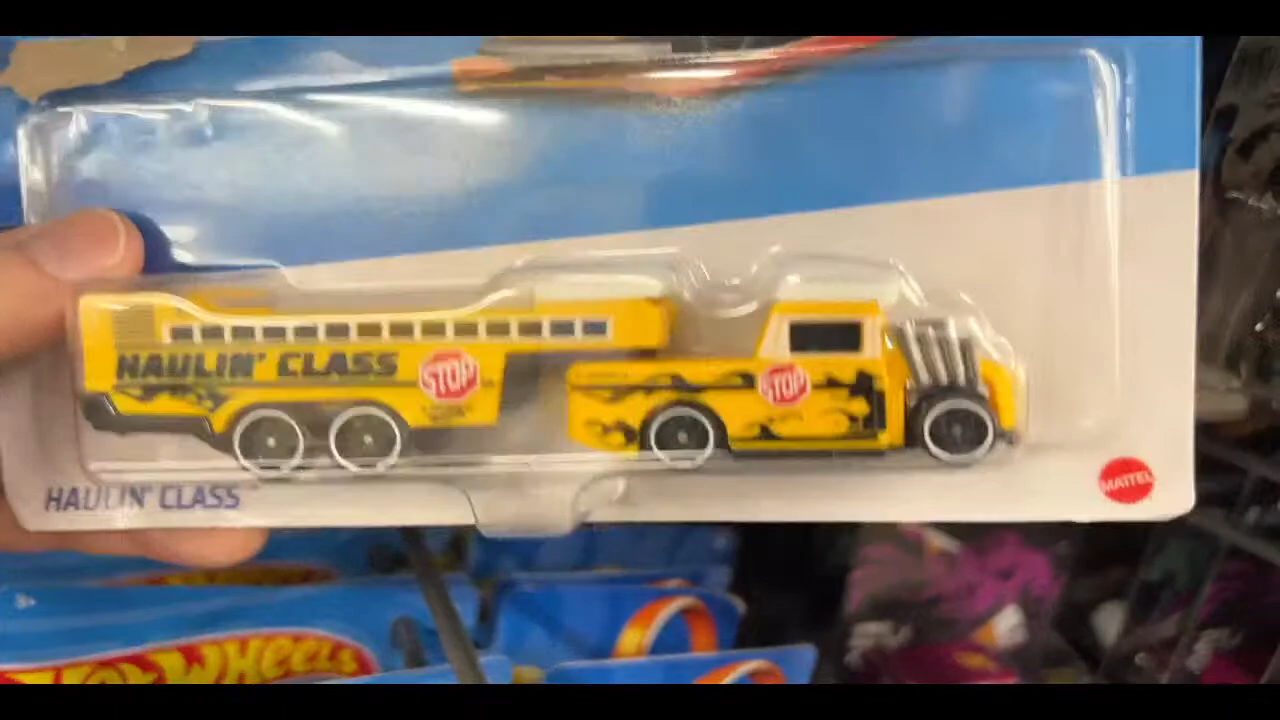 HAULIN' CLASS
STOP
STOP
HAULIN' CLASS
MATTEL
HOT WHEELS